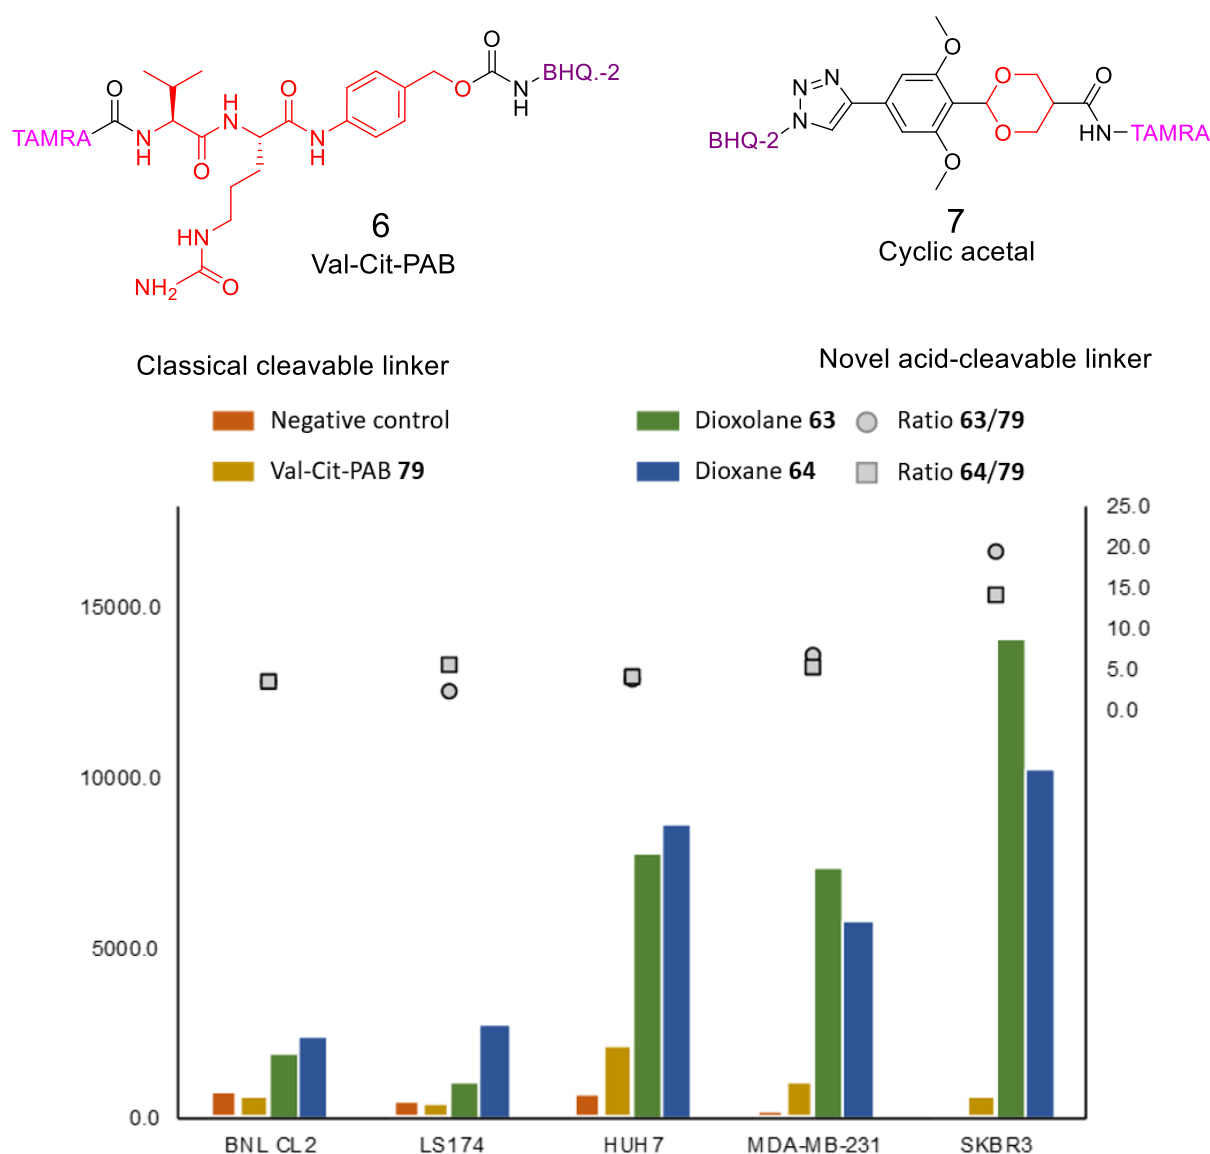 TAMRA
O
N
H
O
H
N
O
N
H
O
O
N
H
BHQ.-2
HN
NH2
O
6
Val-Cit-PAB
BHQ-2
N
N
N
O
O
O
O
O
HN
TAMRA
7
Cyclic acetal
Classical cleavable linker
Novel acid-cleavable linker
Negative control
Val-Cit-PAB 79
Dioxolane 63
Dioxane 64
Ratio 63/79
Ratio 64/79
15000.0
10000.0
5000.0
0.0
25.0
20.0
15.0
10.0
5.0
0.0
BNL CL2
LS174
HUH7
MDA-MB-231
SKBR3